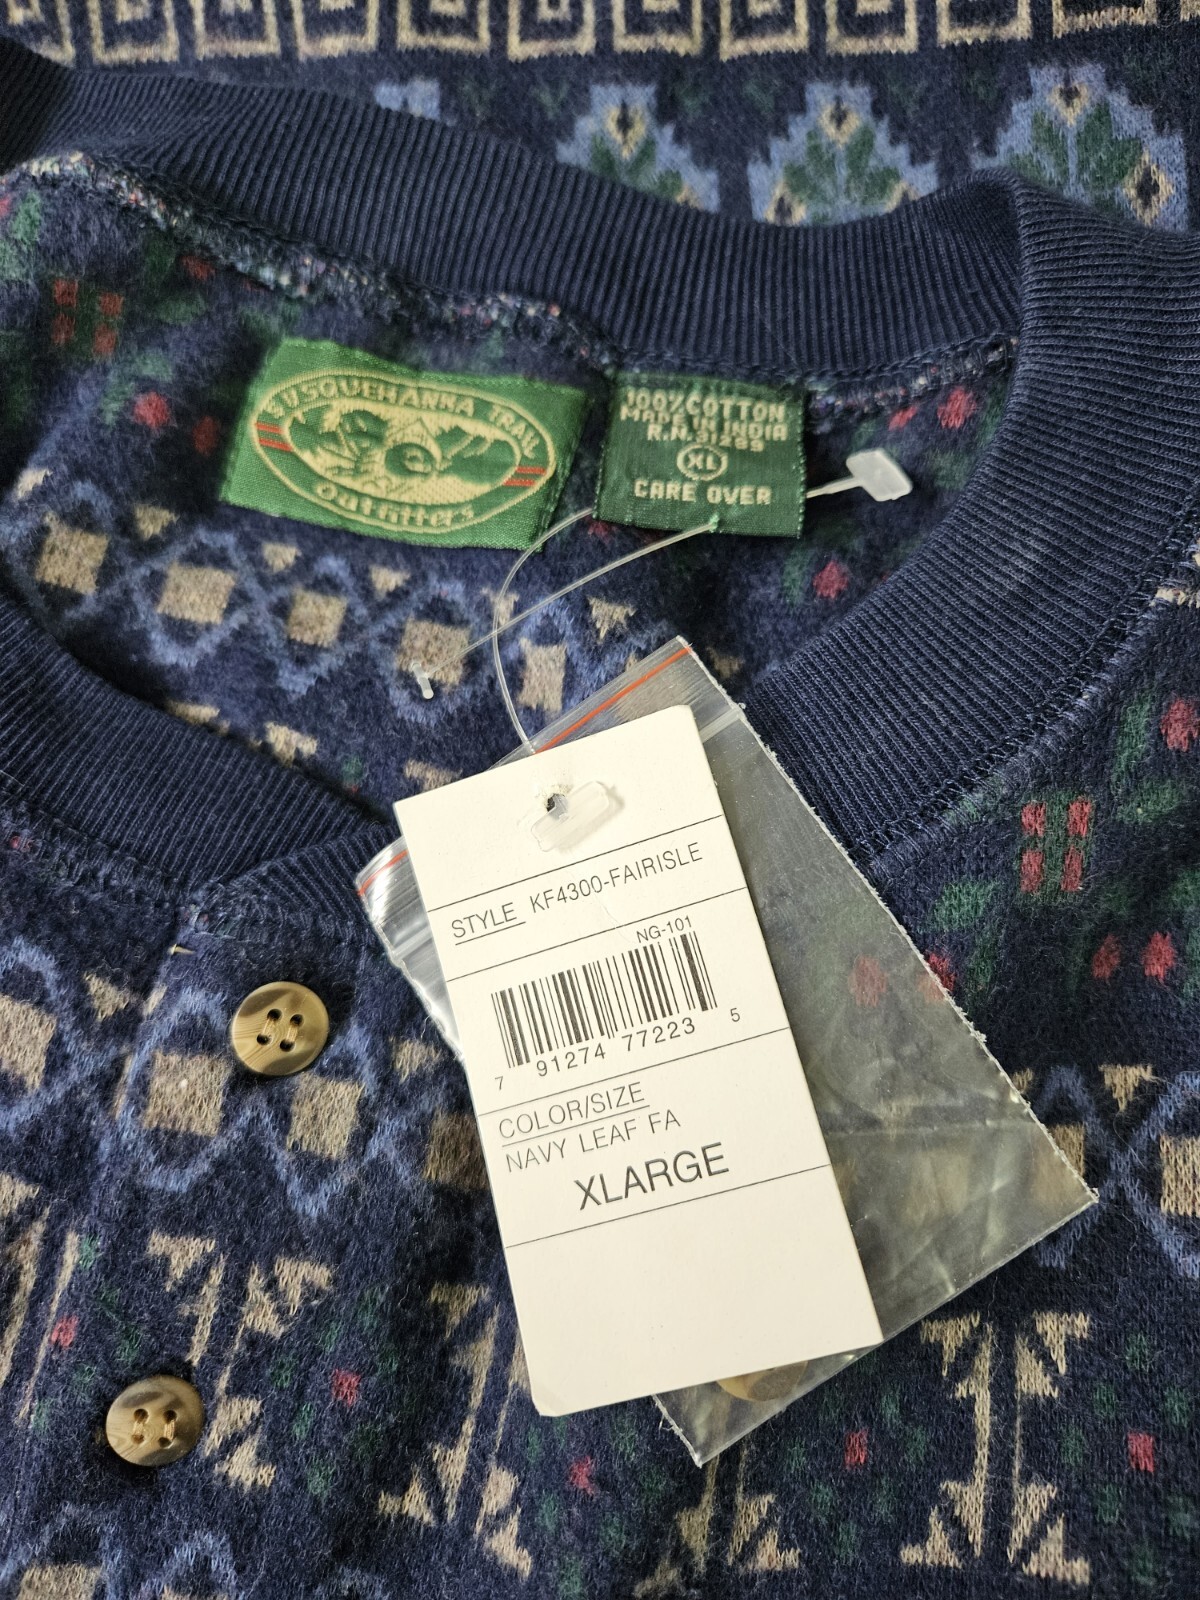 SUSQUEHANNA TRAIL
Outfitters
100% COTTON
MADE IN INDIA
R.N. 31289
XL
CARE OVER
STYLE KF4300-FAIRISLE
NG-101
7 91274 77223 5
COLOR/SIZE
NAVY LEAF FA
XLARGE